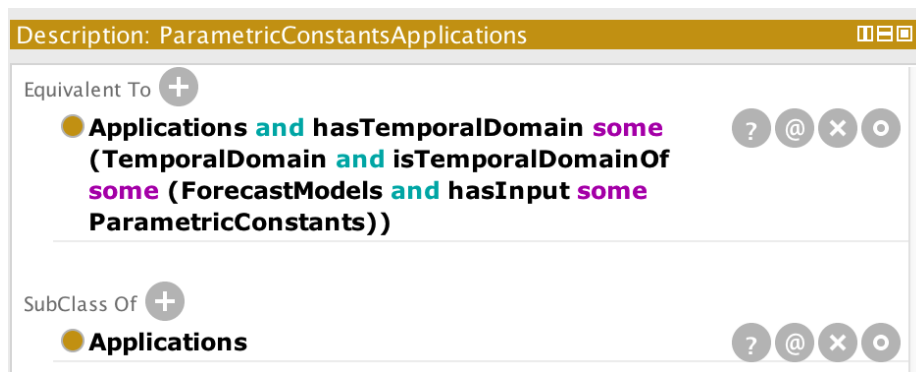 Description: ParametricConstantsApplications
Equivalent To +
Applications and hasTemporalDomain some
? @ × o
(TemporalDomain and isTemporalDomainOf
some (ForecastModels and hasInput some
ParametricConstants))
SubClass Of +
Applications
? @ × o